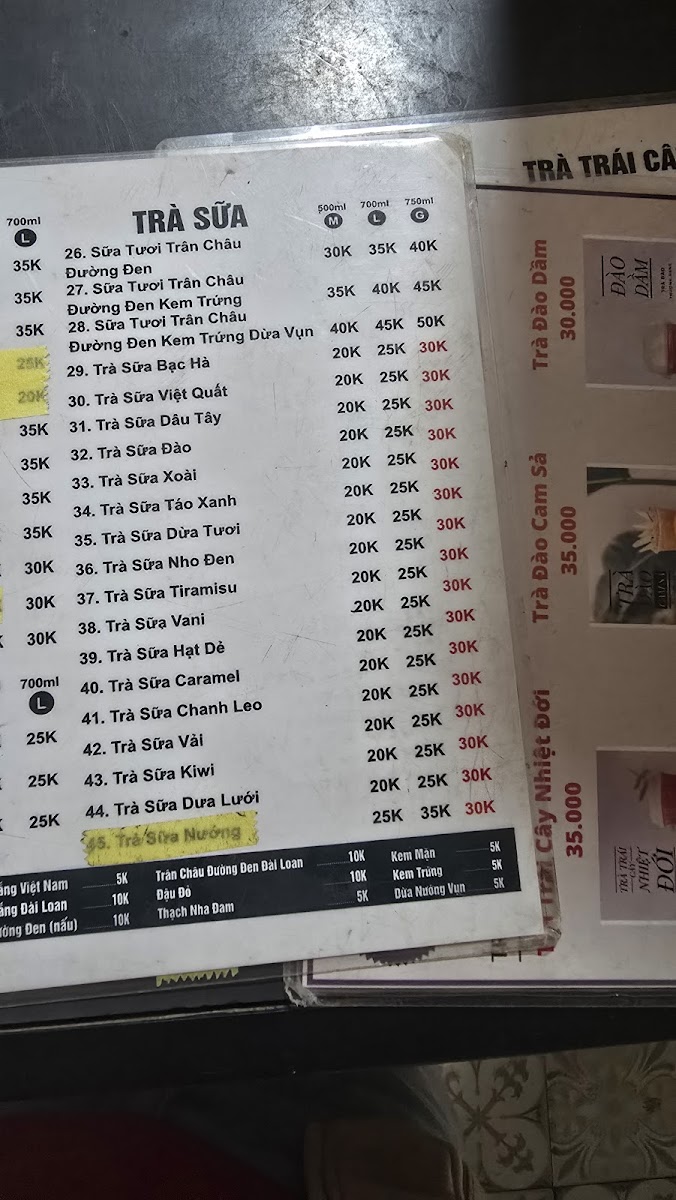 TRÀ SỮA
500ml 700ml 750ml
M L G
26. Sữa Tươi Trân Châu
Đường Đen 30K 35K 40K
27. Sữa Tươi Trân Châu
Đường Đen Kem Trứng 35K 40K 45K
28. Sữa Tươi Trân Châu
Đường Đen Kem Trứng Dừa Vụn 40K 45K 50K
29. Trà Sữa Bạc Hà 20K 25K 30K
30. Trà Sữa Việt Quất 20K 25K 30K
31. Trà Sữa Dâu Tây 20K 25K 30K
32. Trà Sữa Đào 20K 25K 30K
33. Trà Sữa Xoài 20K 25K 30K
34. Trà Sữa Táo Xanh 20K 25K 30K
35. Trà Sữa Dừa Tươi 20K 25K 30K
36. Trà Sữa Nho Đen 20K 25K 30K
37. Trà Sữa Tiramisu 20K 25K 30K
38. Trà Sữa Vani 20K 25K 30K
39. Trà Sữa Hạt Dẻ 20K 25K 30K
40. Trà Sữa Caramel 20K 25K 30K
41. Trà Sữa Chanh Leo 20K 25K 30K
42. Trà Sữa Vải 20K 25K 30K
43. Trà Sữa Kiwi 20K 25K 30K
44. Trà Sữa Dưa Lưới 20K 25K 30K
45. Trà Sữa Nướng 25K 35K 30K
700ml
L
35K
35K
35K
25K
20K
35K
35K
35K
35K
30K
30K
30K
700ml
L
25K
25K
25K
Việt Nam 5K
Đài Loan 10K
Đen (nấu) 10K
Trân Châu Đường Đen Đài Loan 10K
Đậu Đỏ 10K
Thạch Nha Đam 5K
Kem Mặn 5K
Kem Trứng 5K
Dừa Nướng Vụn 5K
TRÀ TRÁI
Trà Đào Dầm
30.000
ĐÀO
DẦM
Trà Đào Cam Sả
35.000
TRÀ
ĐÀO
Trái Cây Nhiệt Đới
35.000
TRÀ TRÁI
CÂY
NHIỆT
ĐỚI